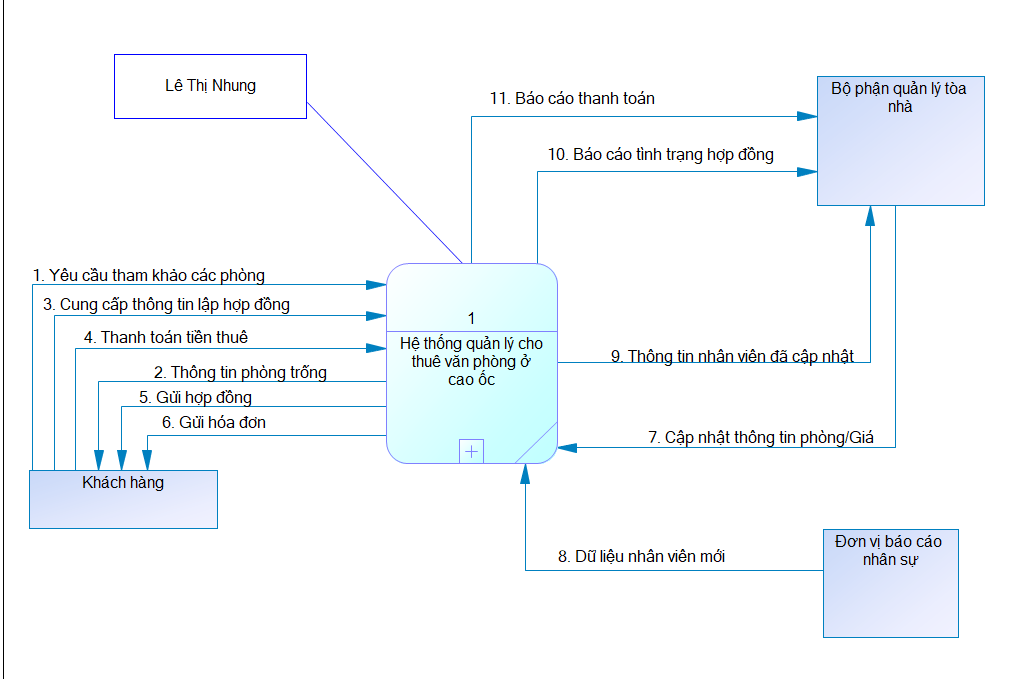 Lê Thị Nhung
11. Báo cáo thanh toán
Bộ phận quản lý tòa
nhà
10. Báo cáo tình trạng hợp đồng
1. Yêu cầu tham khảo các phòng
3. Cung cấp thông tin lập hợp đồng
4. Thanh toán tiền thuê
2. Thông tin phòng trống
5. Gửi hợp đồng
6. Gửi hóa đơn
1
Hệ thống quản lý cho
thuê văn phòng ở
cao ốc
9. Thông tin nhân viên đã cập nhật
7. Cập nhật thông tin phòng/Giá
Khách hàng
8. Dữ liệu nhân viên mới
Đơn vị báo cáo
nhân sự